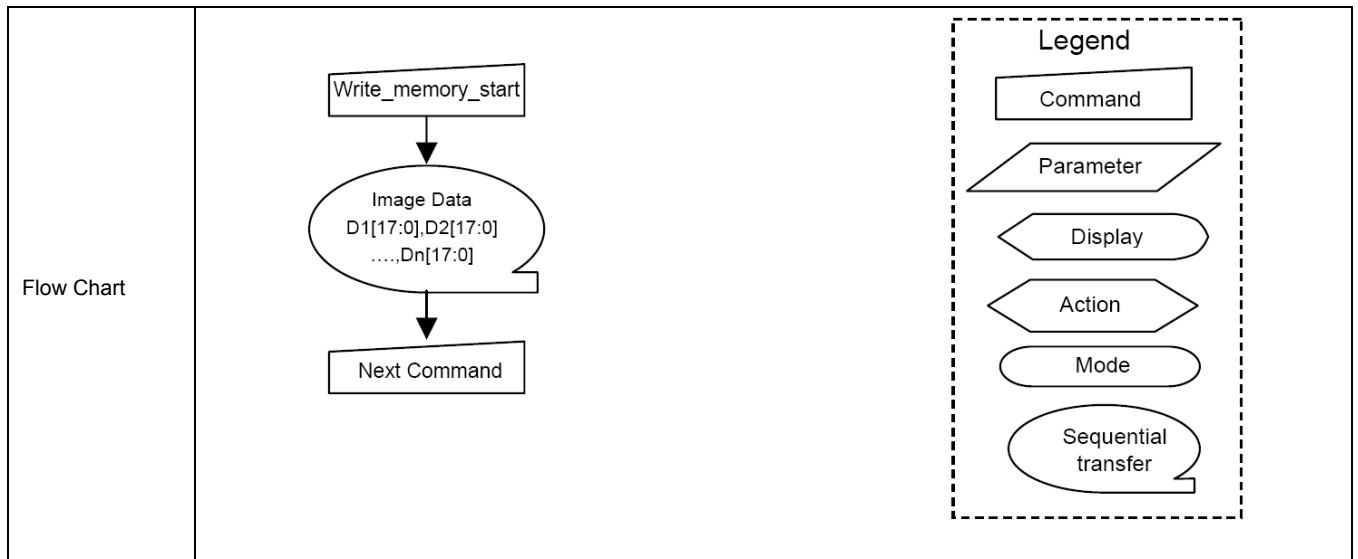 Flow Chart
Write_memory_start
Image Data
D1[17:0],D2[17:0]
....,Dn[17:0]
Next Command
Legend
Command
Parameter
Display
Action
Mode
Sequential
transfer